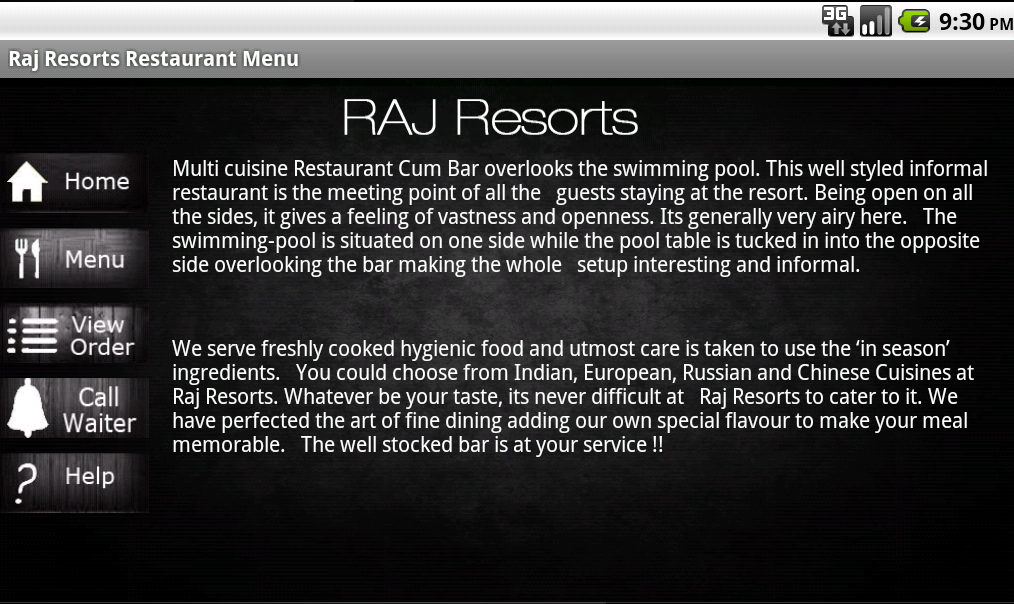 3G 9:30 PM
Raj Resorts Restaurant Menu
RAJ Resorts
Home
Menu
View
Order
Call
Waiter
Help
Multi cuisine Restaurant Cum Bar overlooks the swimming pool. This well styled informal
restaurant is the meeting point of all the   guests staying at the resort. Being open on all
the sides, it gives a feeling of vastness and openness. Its generally very airy here.   The
swimming-pool is situated on one side while the pool table is tucked in into the opposite
side overlooking the bar making the whole   setup interesting and informal.
We serve freshly cooked hygienic food and utmost care is taken to use the ‘in season’
ingredients.   You could choose from Indian, European, Russian and Chinese Cuisines at
Raj Resorts. Whatever be your taste, its never difficult at   Raj Resorts to cater to it. We
have perfected the art of fine dining adding our own special flavour to make your meal
memorable.   The well stocked bar is at your service !!